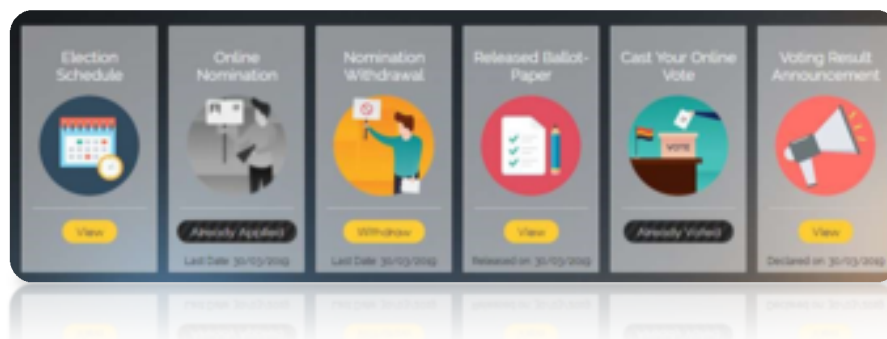 Election
Schedule
View
Online
Nomination
Already Applied
Last Date 30/03/2019
Nomination
Withdrawal
Withdraw
Last Date 30/03/2019
Released Ballot-
Paper
View
Released on 30/03/2019
Cast Your Online
Vote
VOTE
Already Voted
Voting Result
Announcement
View
Declared on 30/03/2019